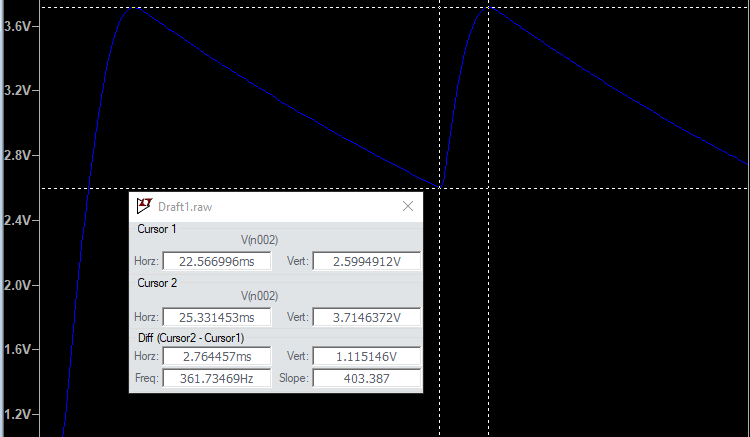 3.6V
3.2V
2.8V
2.4V
2.0V
1.6V
1.2V
Draft1.raw
Cursor 1
V(n002)
Horz: 22.566996ms Vert: 2.5994912V
Cursor 2
V(n002)
Horz: 25.331453ms Vert: 3.7146372V
Diff (Cursor2 - Cursor1)
Horz: 2.764457ms Vert: 1.115146V
Freq: 361.73469Hz Slope: 403.387